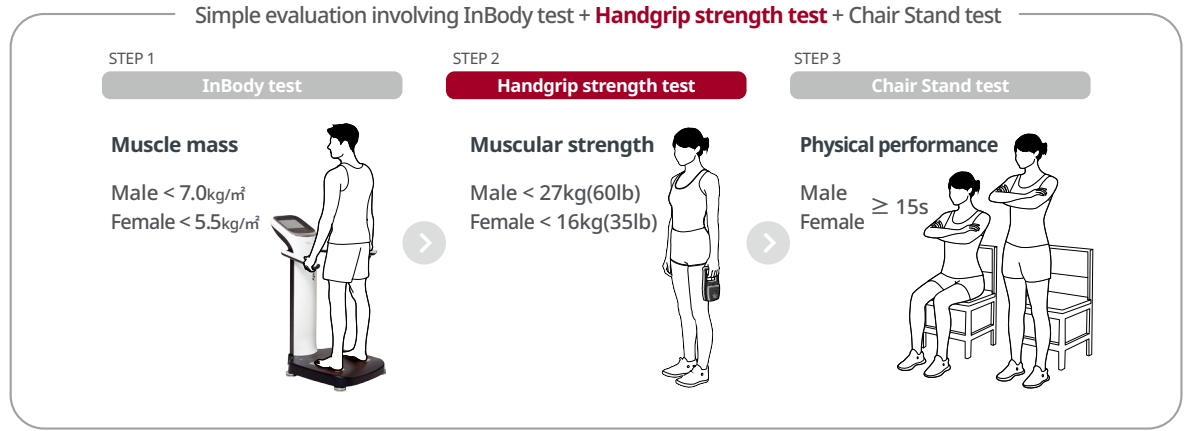 Simple evaluation involving InBody test + Handgrip strength test + Chair Stand test
STEP 1
InBody test
Muscle mass
Male < 7.0kg/㎡
Female < 5.5kg/㎡
STEP 2
Handgrip strength test
Muscular strength
Male < 27kg(60lb)
Female < 16kg(35lb)
STEP 3
Chair Stand test
Physical performance
Male
Female
≥ 15s